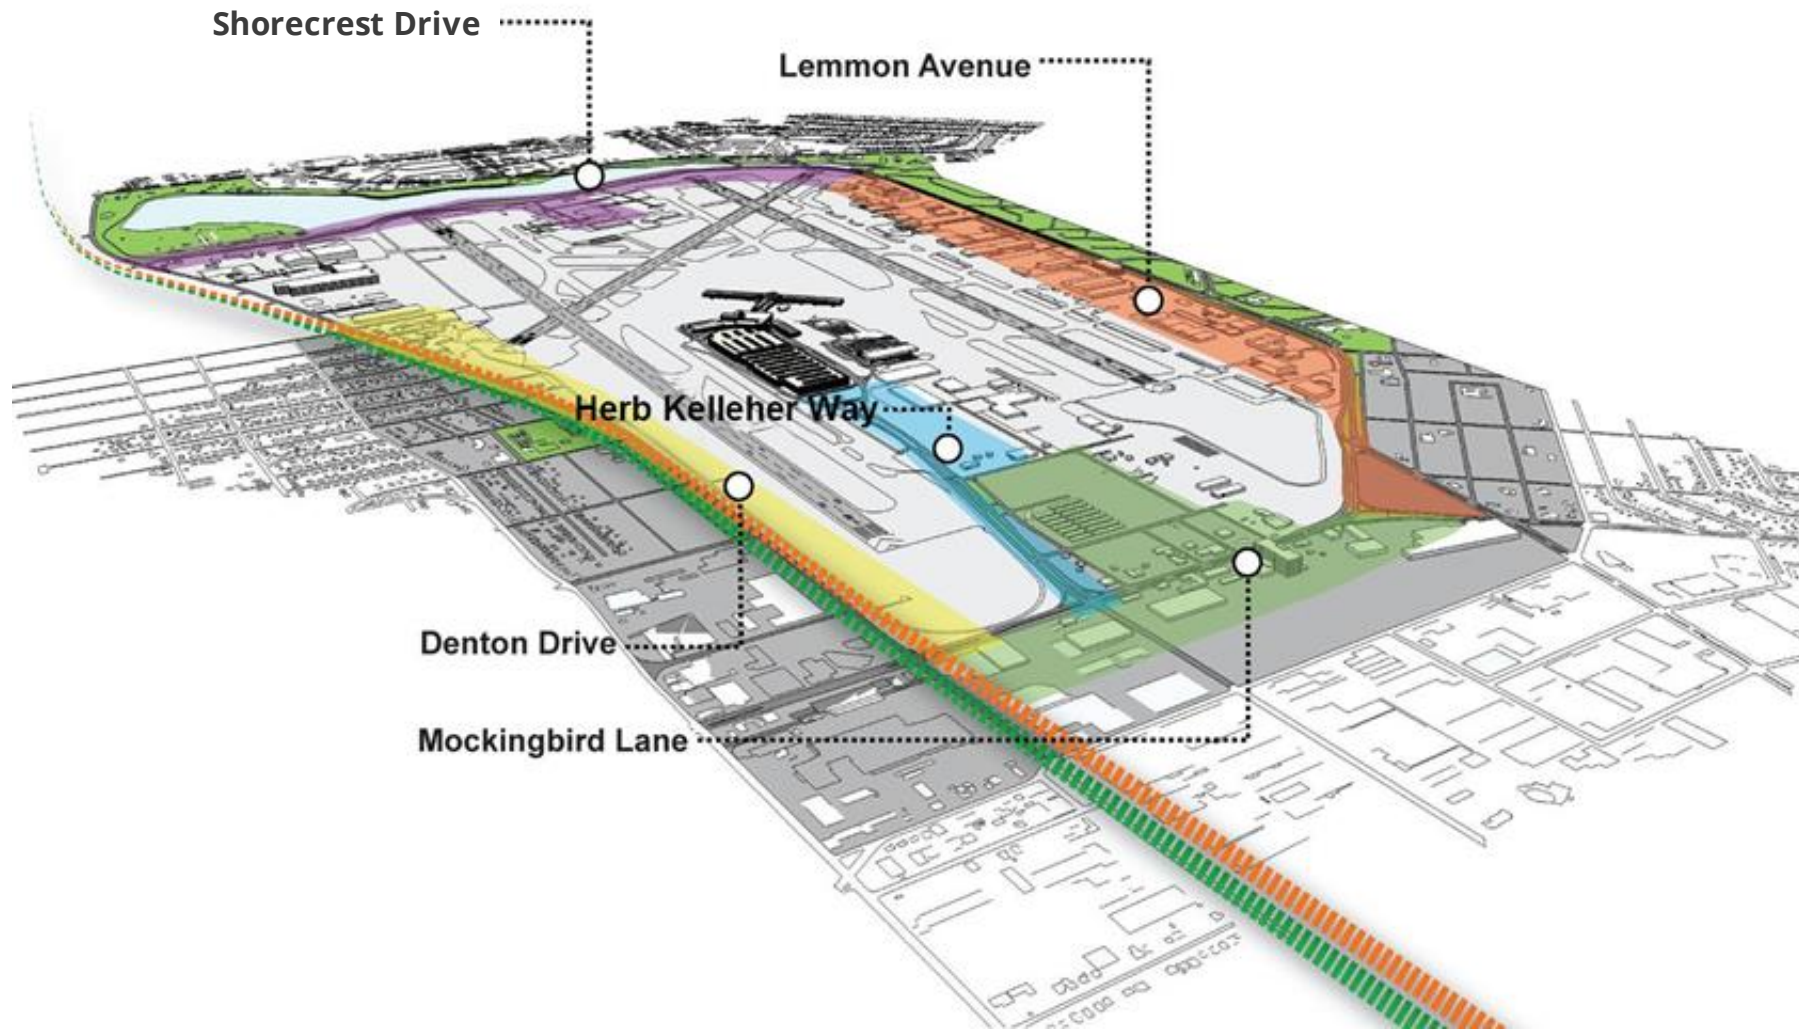 Shorecrest Drive
Lemmon Avenue
Herb Kelleher Way
Denton Drive
Mockingbird Lane